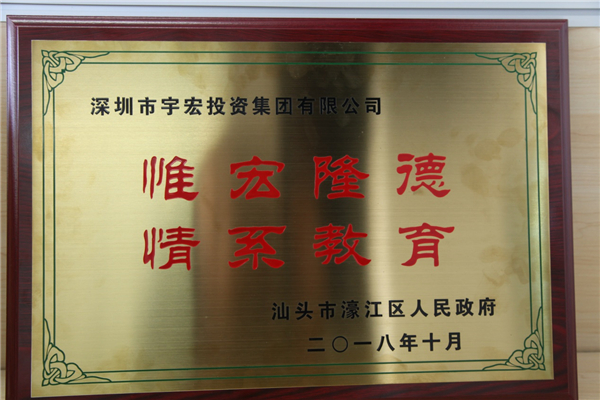 深圳市宇宏投资集团有限公司
惟宏隆德
情系教育
汕头市濠江区人民政府
二〇一八年十月